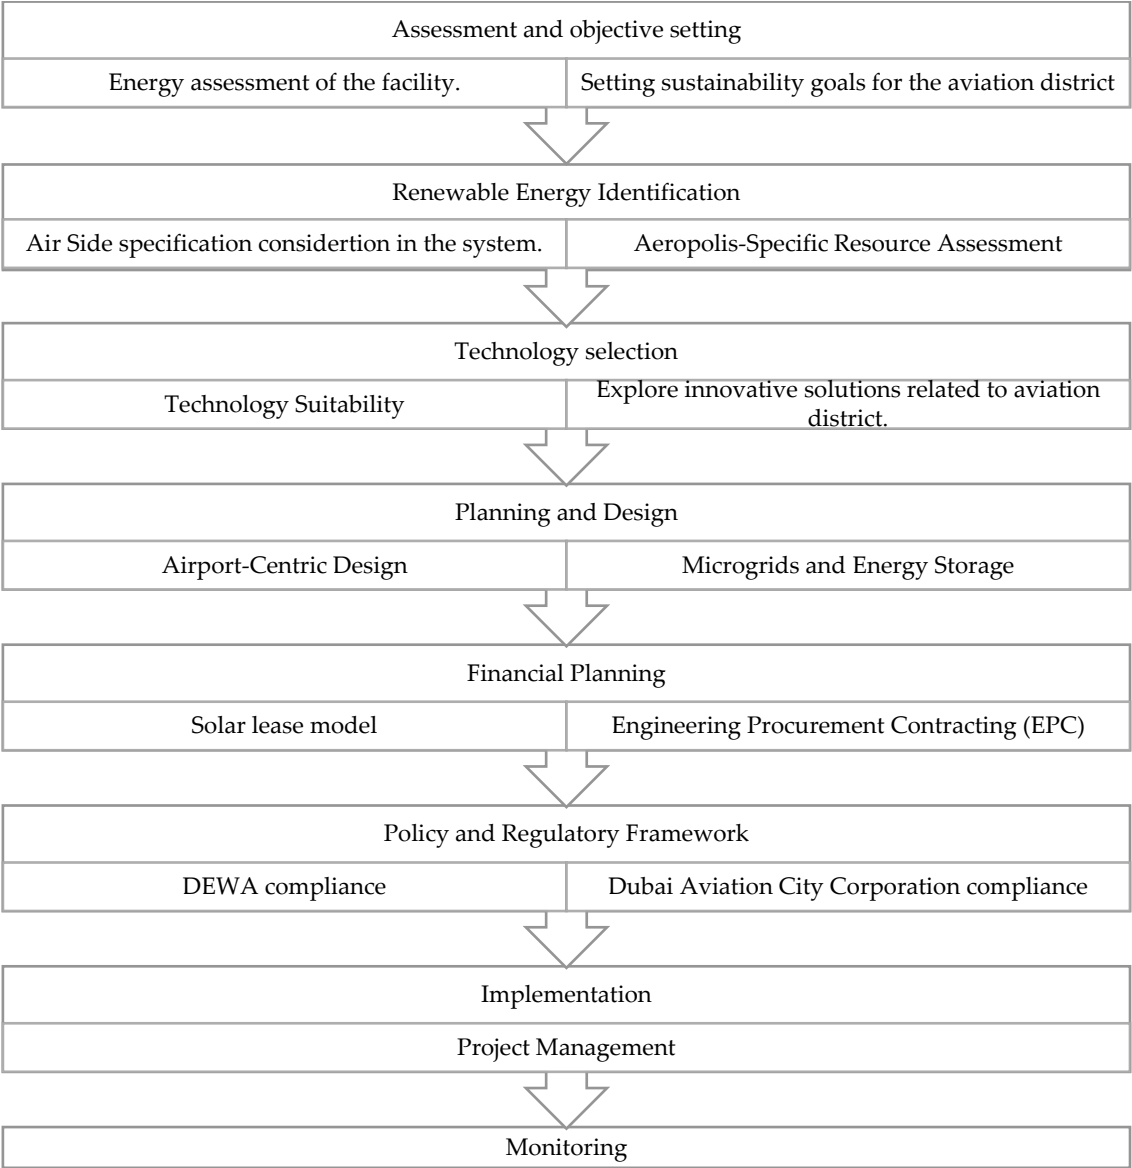 Assessment and objective setting
Energy assessment of the facility.
Setting sustainability goals for the aviation district
Renewable Energy Identification
Air Side specification considertion in the system.
Aeropolis-Specific Resource Assessment
Technology selection
Technology Suitability
Explore innovative solutions related to aviation
district.
Planning and Design
Airport-Centric Design
Microgrids and Energy Storage
Financial Planning
Solar lease model
Engineering Procurement Contracting (EPC)
Policy and Regulatory Framework
DEWA compliance
Dubai Aviation City Corporation compliance
Implementation
Project Management
Monitoring